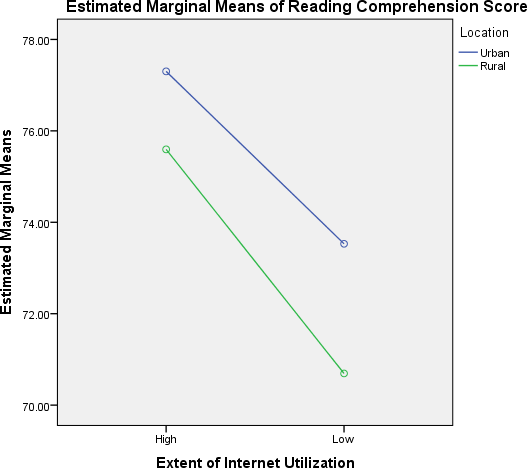 Estimated Marginal Means of Reading Comprehension Score
Location
Urban
Rural
Estimated Marginal Means
78.00
76.00
74.00
72.00
70.00
High
Low
Extent of Internet Utilization